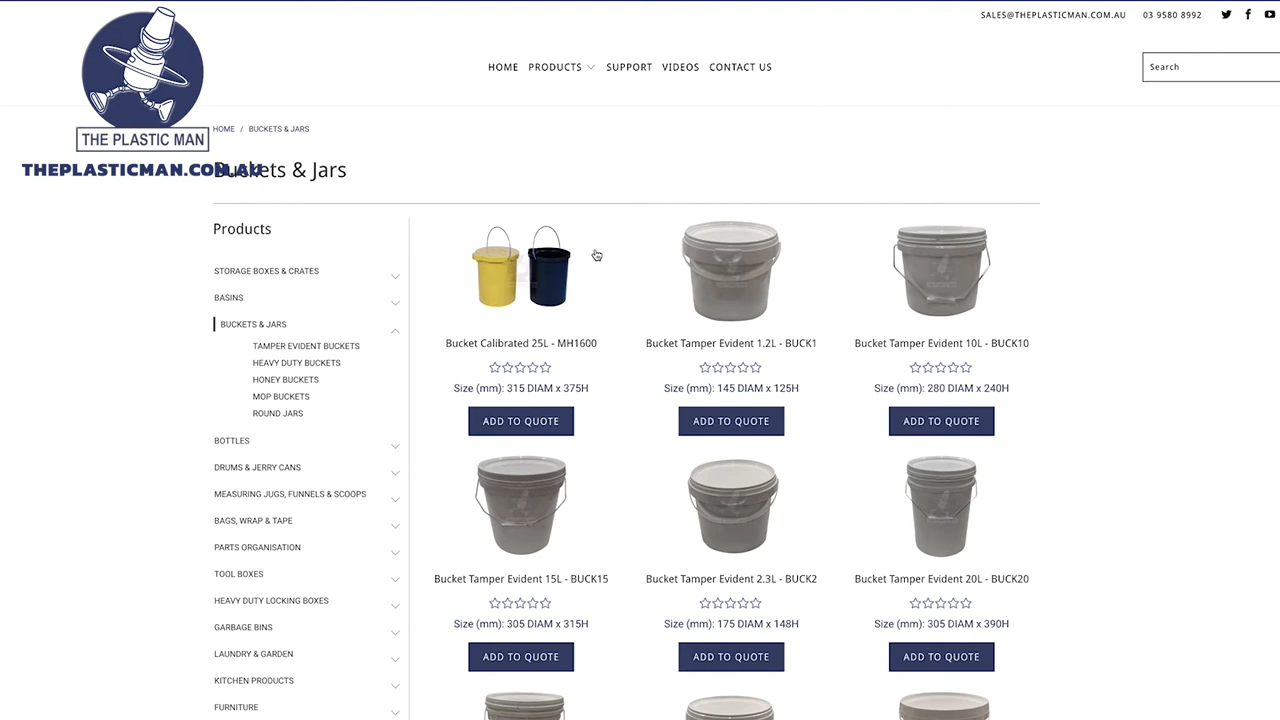 SALES@THEPLASTICMAN.COM.AU 03 9580 8992
HOME PRODUCTS SUPPORT VIDEOS CONTACT US
Search
THE PLASTIC MAN
THEPLASTICMAN.COM.AU
HOME / BUCKETS & JARS
Buckets & Jars
Products
STORAGE BOXES & CRATES
BASINS
BUCKETS & JARS
TAMPER EVIDENT BUCKETS
HEAVY DUTY BUCKETS
HONEY BUCKETS
MOP BUCKETS
ROUND JARS
BOTTLES
DRUMS & JERRY CANS
MEASURING JUGS, FUNNELS & SCOOPS
BAGS, WRAP & TAPE
PARTS ORGANISATION
TOOL BOXES
HEAVY DUTY LOCKING BOXES
GARBAGE BINS
LAUNDRY & GARDEN
KITCHEN PRODUCTS
FURNITURE
Bucket Calibrated 25L - MH1600
Size (mm): 315 DIAM x 375H
ADD TO QUOTE
Bucket Tamper Evident 1.2L - BUCK1
Size (mm): 145 DIAM x 125H
ADD TO QUOTE
Bucket Tamper Evident 10L - BUCK10
Size (mm): 280 DIAM x 240H
ADD TO QUOTE
Bucket Tamper Evident 15L - BUCK15
Size (mm): 305 DIAM x 315H
ADD TO QUOTE
Bucket Tamper Evident 2.3L - BUCK2
Size (mm): 175 DIAM x 148H
ADD TO QUOTE
Bucket Tamper Evident 20L - BUCK20
Size (mm): 305 DIAM x 390H
ADD TO QUOTE